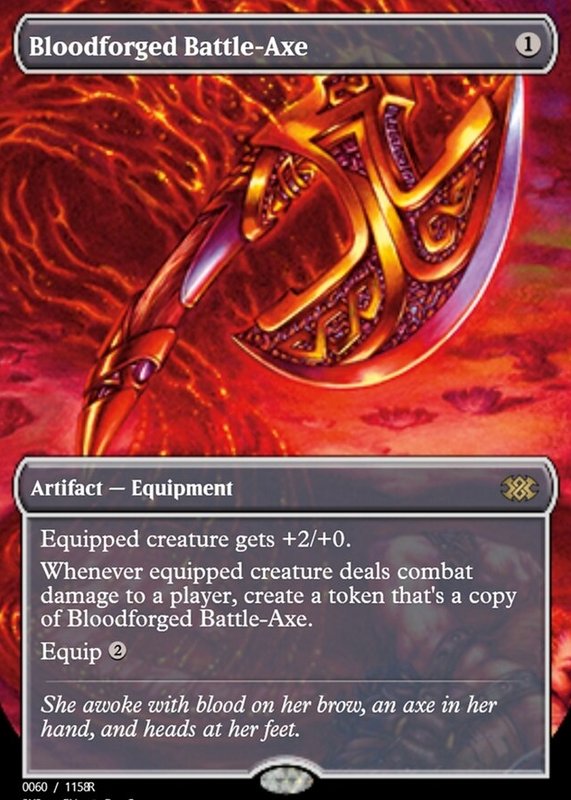 Bloodforged Battle-Axe 1
Artifact — Equipment
Equipped creature gets +2/+0.
Whenever equipped creature deals combat
damage to a player, create a token that's a copy
of Bloodforged Battle-Axe.
Equip 2
She awoke with blood on her brow, an axe in her
hand, and heads at her feet.
0060 / 1158R